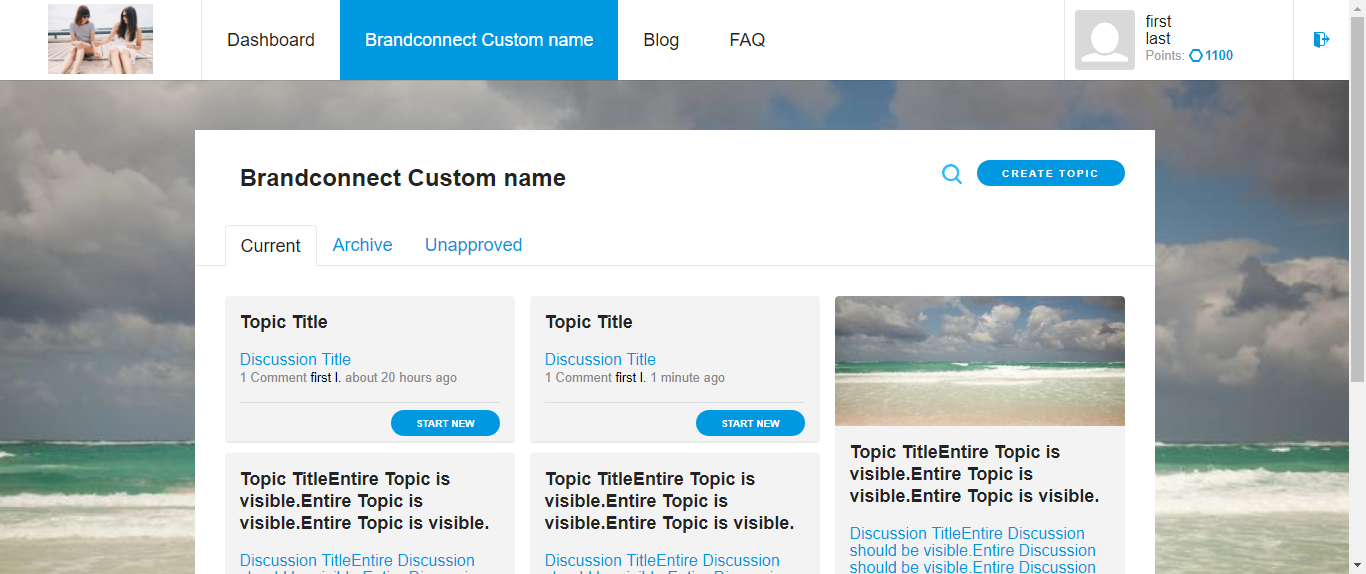 Dashboard
Brandconnect Custom name
Blog
FAQ
first
last
Points: 1100
Brandconnect Custom name
CREATE TOPIC
Current
Archive
Unapproved
Topic Title
Discussion Title
1 Comment first l. about 20 hours ago
START NEW
Topic Title
Discussion Title
1 Comment first l. 1 minute ago
START NEW
Topic TitleEntire Topic is
visible.Entire Topic is
visible.Entire Topic is visible.
Discussion TitleEntire Discussion
should be visible.Entire Discussion
should be visible.Entire Discussion
Topic TitleEntire Topic is
visible.Entire Topic is
visible.Entire Topic is visible.
Discussion TitleEntire Discussion
Topic TitleEntire Topic is
visible.Entire Topic is
visible.Entire Topic is visible.
Discussion TitleEntire Discussion